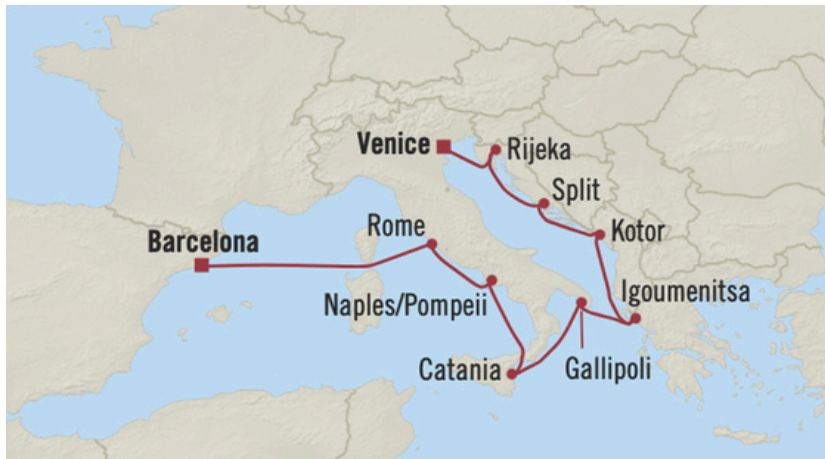 Venice
Rijeka
Split
Rome
Kotor
Barcelona
Igoumenitsa
Naples/Pompeii
Catania
Gallipoli